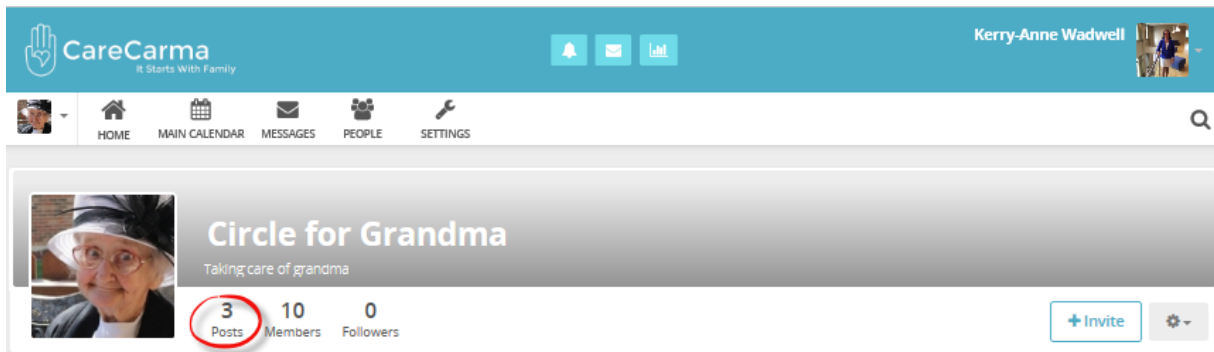 CareCarma
It Starts With Family
Kerry-Anne Wadwell
HOME MAIN CALENDAR MESSAGES PEOPLE SETTINGS
Circle for Grandma
Taking care of grandma
3 10 0
Posts Members Followers
+Invite